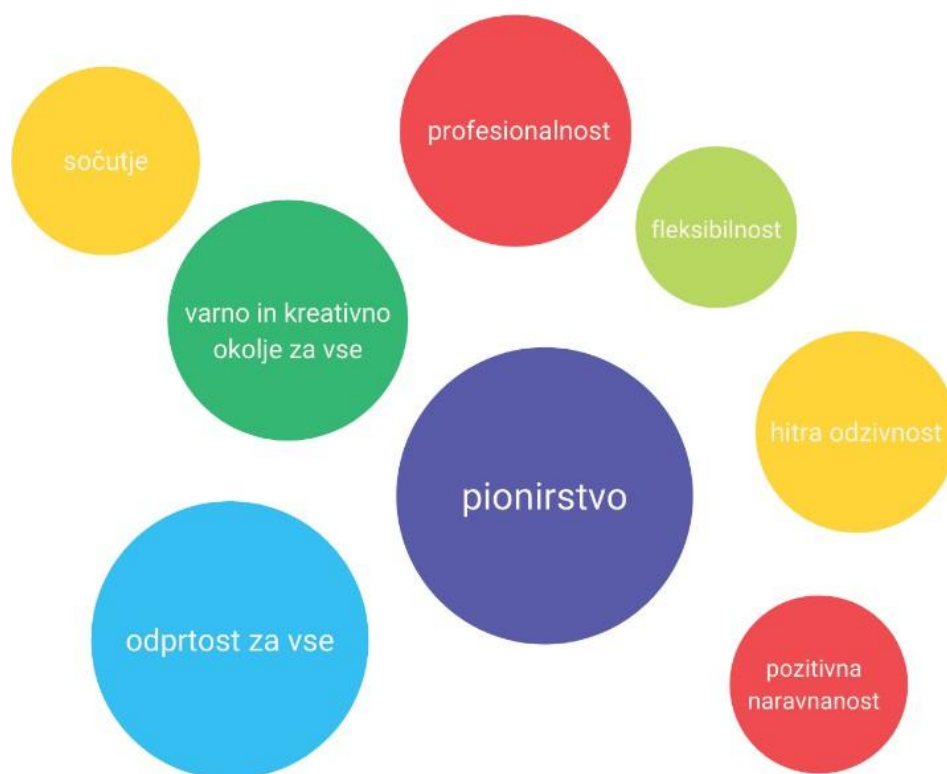 profesionalnost
sočutje
fleksibilnost
varno in kreativno
okolje za vse
hitra odzivnost
pionirstvo
odprtost za vse
pozitivna
naravnanost